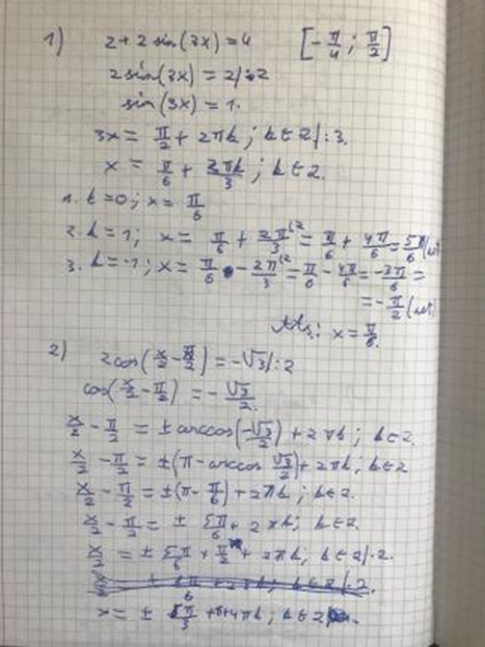 1) 2+2sin(3x)=4 [-π/4; π/2]
2sin(3x)=2/:2
sin(3x)=1.
3x= π/2 + 2πk; k∈Z/:3.
x= π/6 + 2πk/3; k∈Z.
1. k=0; x= π/6
2. k=1; x= π/6 + 2π/3 (2 = π/6 + 4π/6 = 5π/6
3. k=-1; x= π/6 - 2π/3 (2 = π/6 - 4π/6 = -3π/6 =
= -π/2
x= π/6.
2) 2cos(x/2 - π/2) = -√3/:2
cos(x/2 - π/2) = - √3/2.
x/2 - π/2 = ± arccos(-√3/2) + 2πk; k∈Z.
x/2 - π/2 = ±(π - arccos √3/2) + 2πk; k∈Z
x/2 - π/2 = ±(π - π/6) + 2πk; k∈Z.
x/2 - π/2 = ± 5π/6 + 2πk; k∈Z.
x/2 = ± 5π/6 + π/2 + 2πk; k∈Z/·2.
x= ± 5π/3 +π+4πk; k∈Z